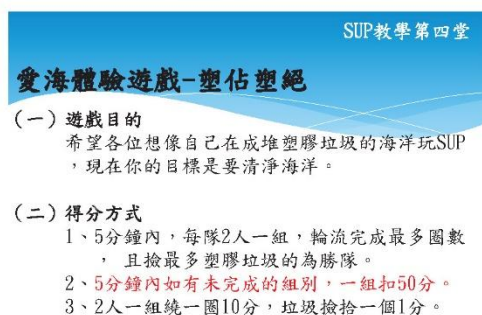 SUP教學第四堂
愛海體驗遊戲-塑佔塑絕
(一)遊戲目的
希望各位想像自己在成堆塑膠垃圾的海洋玩SUP
,現在你的目標是要清淨海洋。
(二)得分方式
1、5分鐘內,每隊2人一組,輪流完成最多圈數
, 且撿最多塑膠垃圾的為勝隊。
2、5分鐘內如有未完成的組別,一組扣50分。
3、2人一組繞一圈10分,垃圾撿拾一個1分。